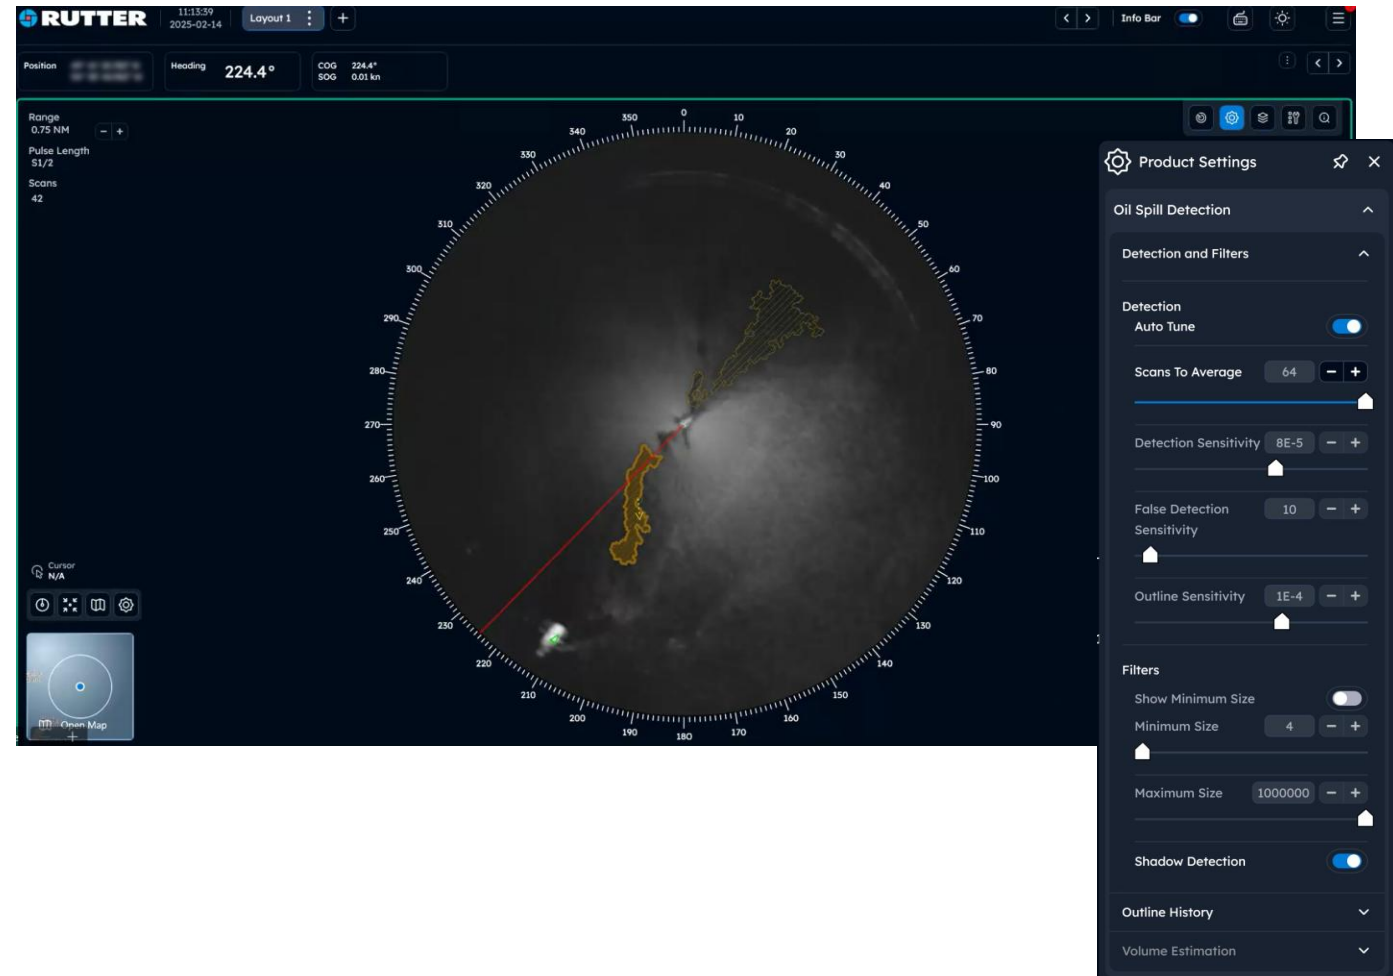 RUTTER
11:13:39
2025-02-14
Layout 1
+
Info Bar
Position
Heading 224.4°
COG 224.4°
SOG 0.01 kn
Range
0.75 NM
− +
Pulse Length
S1/2
Scans
42
0
10
20
30
40
50
60
70
80
90
100
110
120
130
140
150
160
170
180
190
200
210
220
230
240
250
260
270
280
290
300
310
320
330
340
350
Cursor
N/A
Open Map
+
Product Settings
Oil Spill Detection
Detection and Filters
Detection
Auto Tune
Scans To Average 64 − +
Detection Sensitivity 8E-5 − +
False Detection 10 − +
Sensitivity
Outline Sensitivity 1E-4 − +
Filters
Show Minimum Size
Minimum Size 4 − +
Maximum Size 1000000 − +
Shadow Detection
Outline History
Volume Estimation